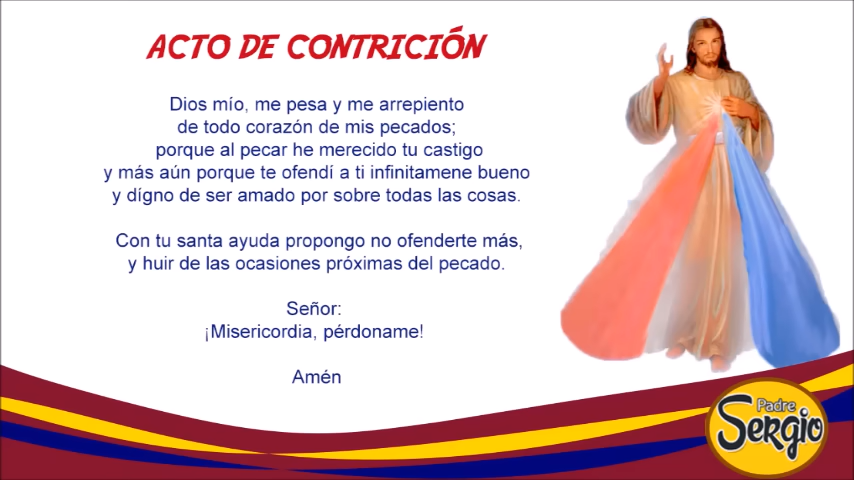 ACTO DE CONTRICIÓN
Dios mío, me pesa y me arrepiento
de todo corazón de mis pecados;
porque al pecar he merecido tu castigo
y más aún porque te ofendí a ti infinitamene bueno
y dígno de ser amado por sobre todas las cosas.
Con tu santa ayuda propongo no ofenderte más,
y huir de las ocasiones próximas del pecado.
Señor:
¡Misericordia, pérdoname!
Amén
Padre
Sergio